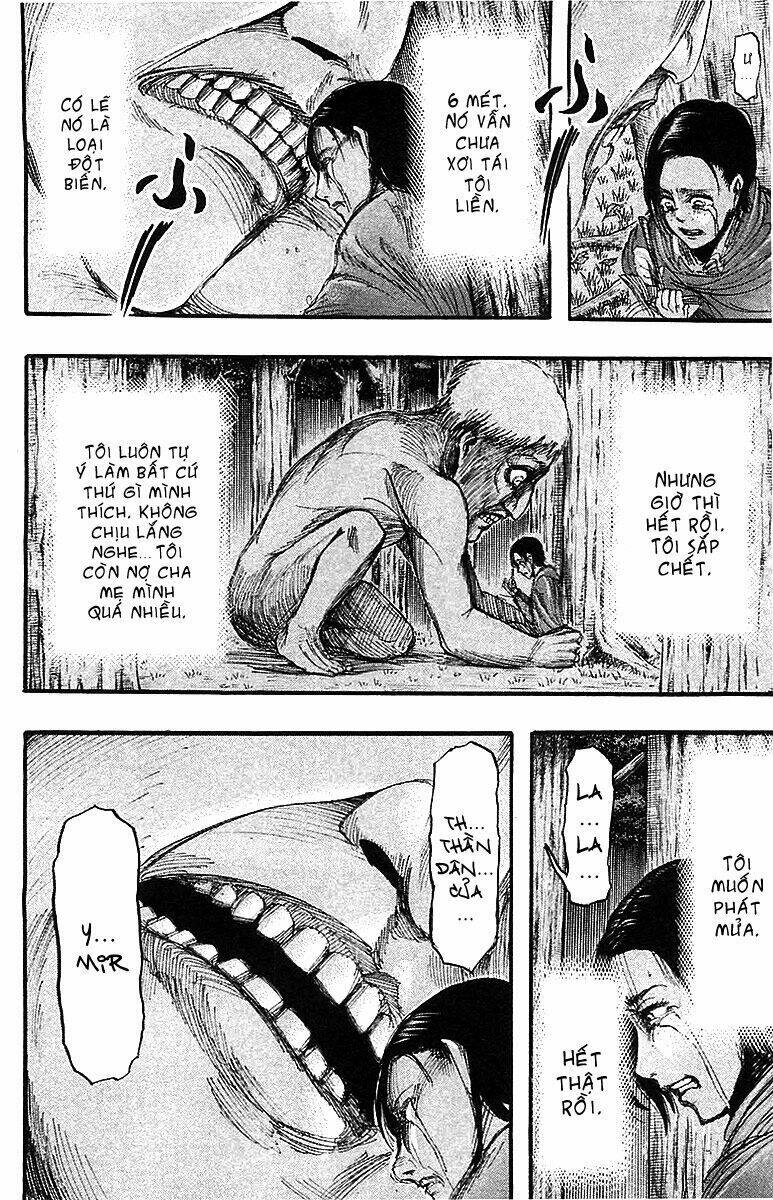 Ư
...
6 MÉT.
NÓ VẪN
CHƯA
XƠI TÁI
TÔI
LIỀN.
CÓ LẼ
NÓ LÀ
LOẠI
ĐỘT
BIẾN.
NHƯNG
GIỜ THÌ
HẾT RỒI.
TÔI SẮP
CHẾT.
TÔI LUÔN TỰ
Ý LÀM BẤT CỨ
THỨ GÌ MÌNH
THÍCH. KHÔNG
CHỊU LẮNG
NGHE... TÔI
CÒN NỢ CHA
MẸ MÌNH
QUÁ NHIỀU.
TÔI
MUỐN
PHÁT
MỬA.
LA
...
LA...
...
HẾT
THẬT
RỒI.
TH...
THẦN
DÂN...
CỦA
...
Y...
MIR